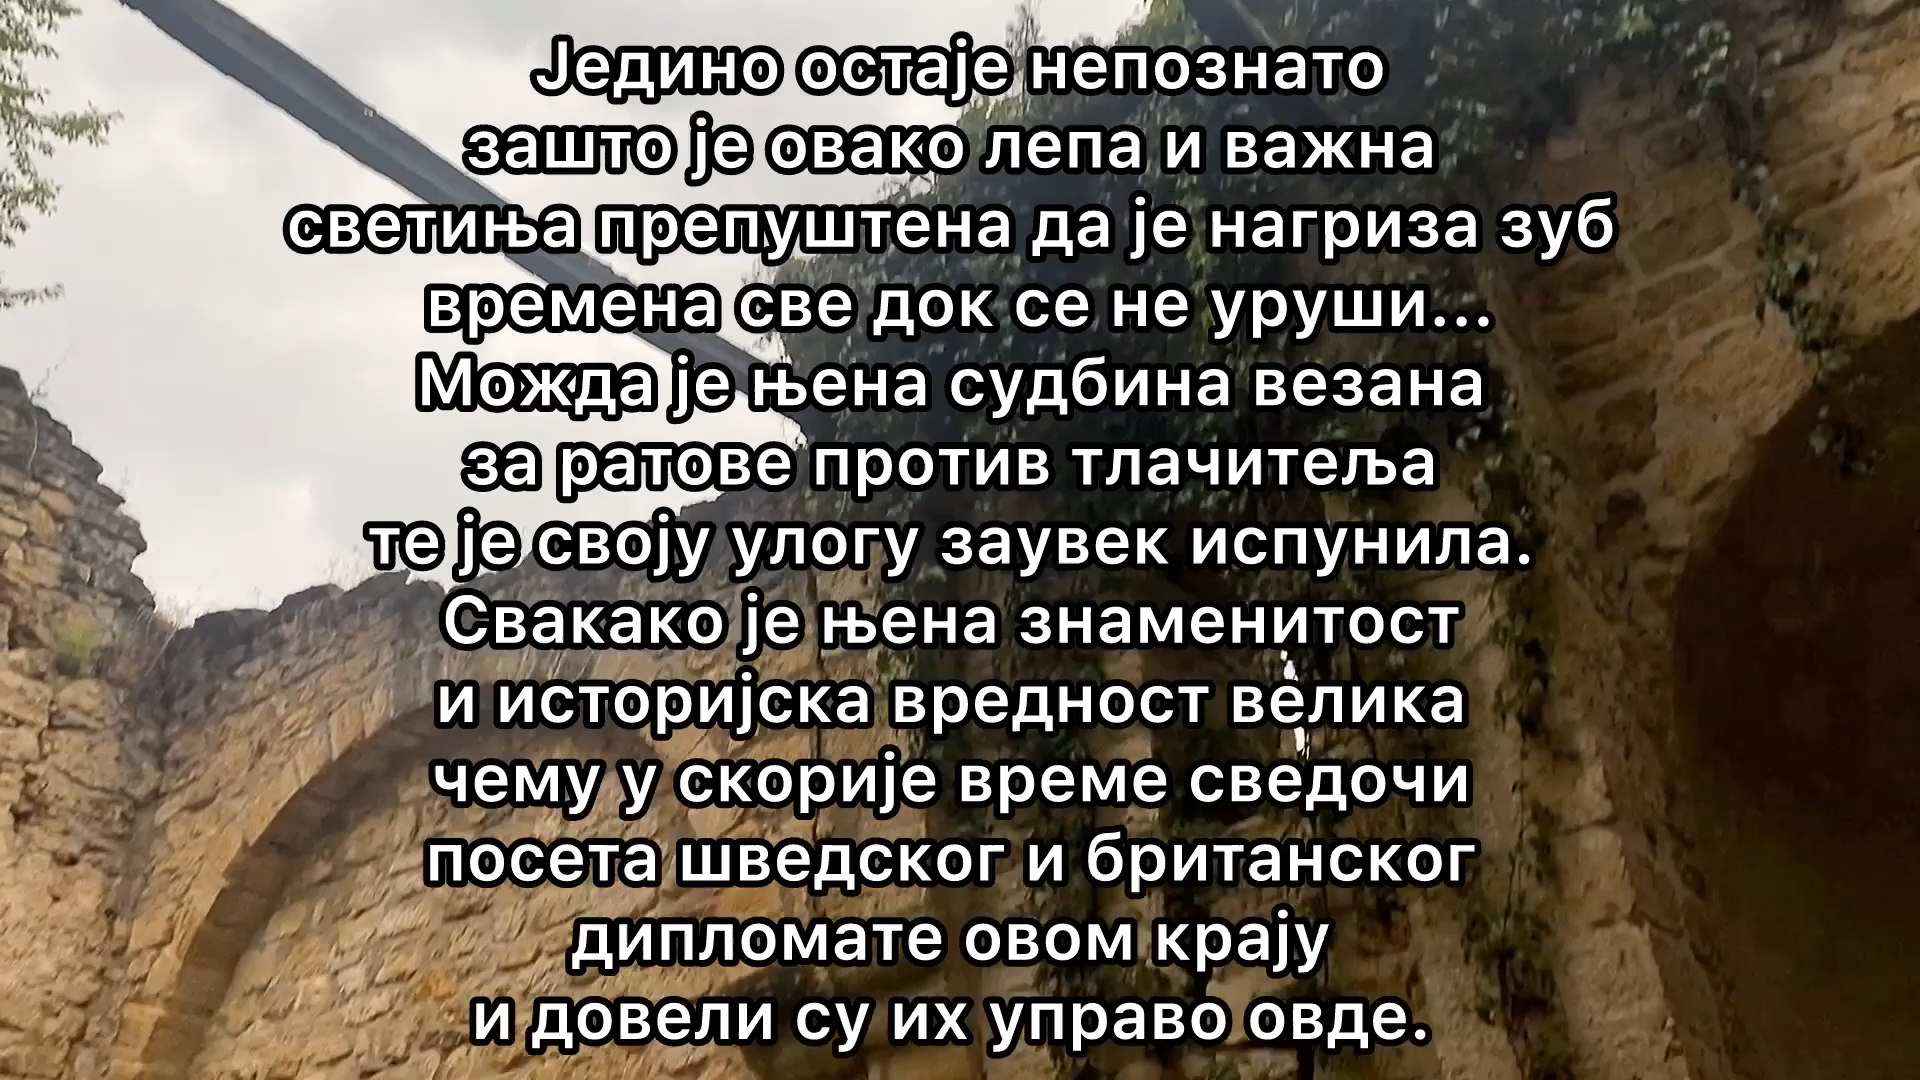 Једино остаје непознато
зашто је овако лепа и важна
светиња препуштена да је нагриза зуб
времена све док се не уруши...
Можда је њена судбина везана
за ратове против тлачитеља
те је своју улогу заувек испунила.
Свакако је њена знаменитост
и историјска вредност велика
чему у скорије време сведочи
посета шведског и британског
дипломате овом крају
и довели су их управо овде.